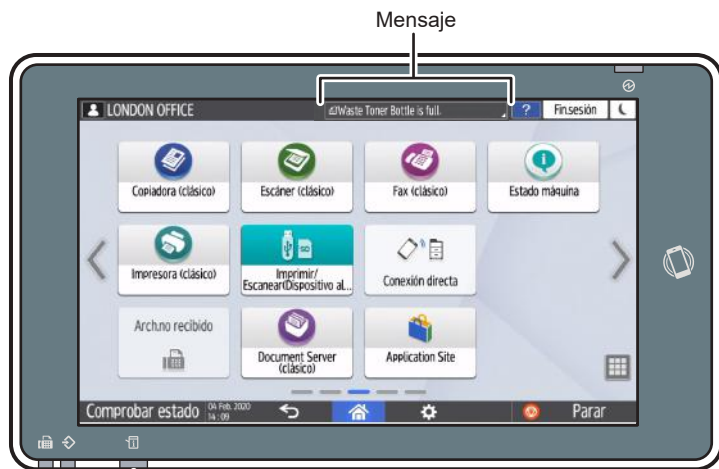 Mensaje
LONDON OFFICE
Waste Toner Bottle is full.
?
Fin.sesión
Copiadora (clásico)
Escáner (clásico)
Fax (clásico)
Estado máquina
Impresora (clásico)
SD
Imprimir/
Escanear(Dispositivo al...
Conexión directa
Archino recibido
Document Server
(clásico)
Application Site
Comprobar estado
04 Feb. 2020
14 : 09
Parar